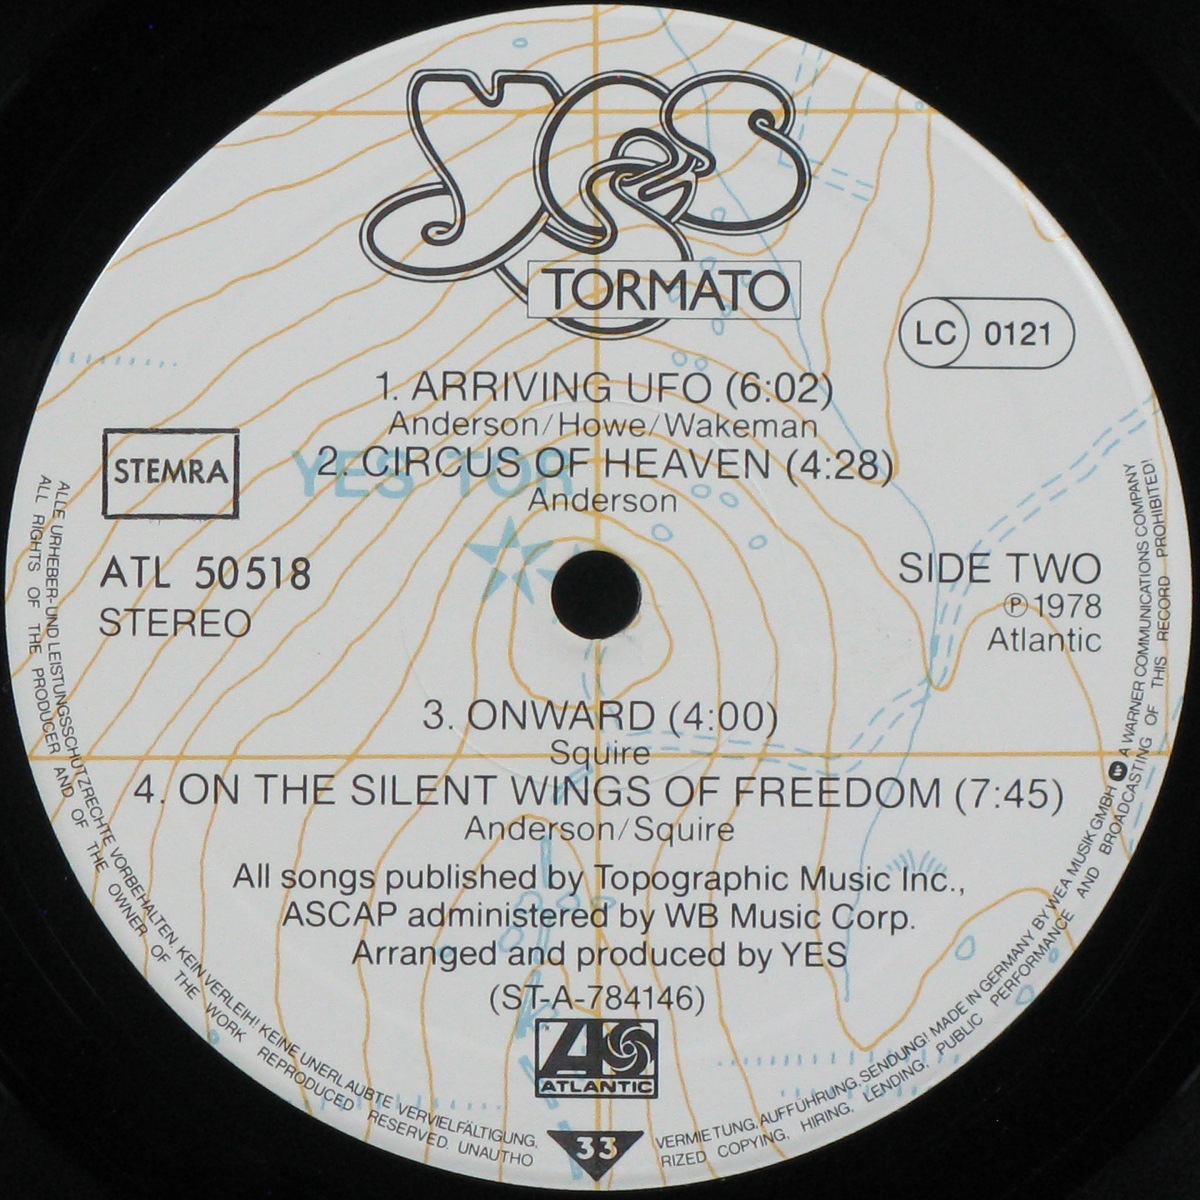 YES
TORMATO
LC 0121
1. ARRIVING UFO (6:02)
Anderson/Howe/Wakeman
2. CIRCUS OF HEAVEN (4:28)
Anderson
YES TOR
STEMRA
ATL 50518
STEREO
SIDE TWO
℗ 1978
Atlantic
3. ONWARD (4:00)
Squire
4. ON THE SILENT WINGS OF FREEDOM (7:45)
Anderson/Squire
All songs published by Topographic Music Inc.,
ASCAP administered by WB Music Corp.
Arranged and produced by YES
(ST-A-784146)
ATLANTIC
33
ALLE URHEBER- UND LEISTUNGSSCHUTZRECHTE VORBEHALTEN. KEIN VERLEIH! KEINE UNERLAUBTE VERVIELFÄLTIGUNG, VERMIETUNG, AUFFÜHRUNG, SENDUNG! MADE IN GERMANY BY WEA MUSIK GMBH W A WARNER COMMUNICATIONS COMPANY
ALL RIGHTS OF THE PRODUCER AND OF THE OWNER OF THE WORK REPRODUCED RESERVED. UNAUTHORIZED COPYING, HIRING, LENDING, PUBLIC PERFORMANCE AND BROADCASTING OF THIS RECORD PROHIBITED!